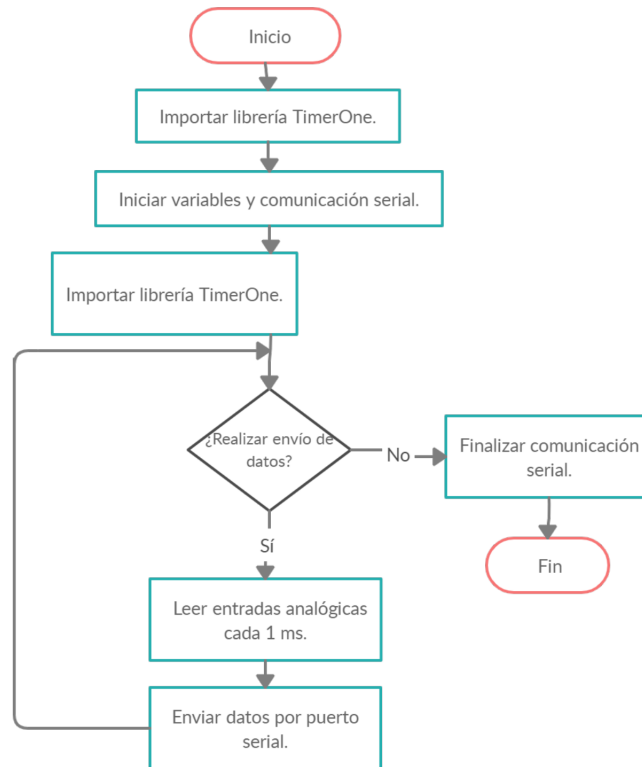 Inicio
Importar librería TimerOne.
Iniciar variables y comunicación serial.
Importar librería TimerOne.
¿Realizar envío de
datos?
No
Finalizar comunicación
serial.
Fin
Sí
Leer entradas analógicas
cada 1 ms.
Enviar datos por puerto
serial.